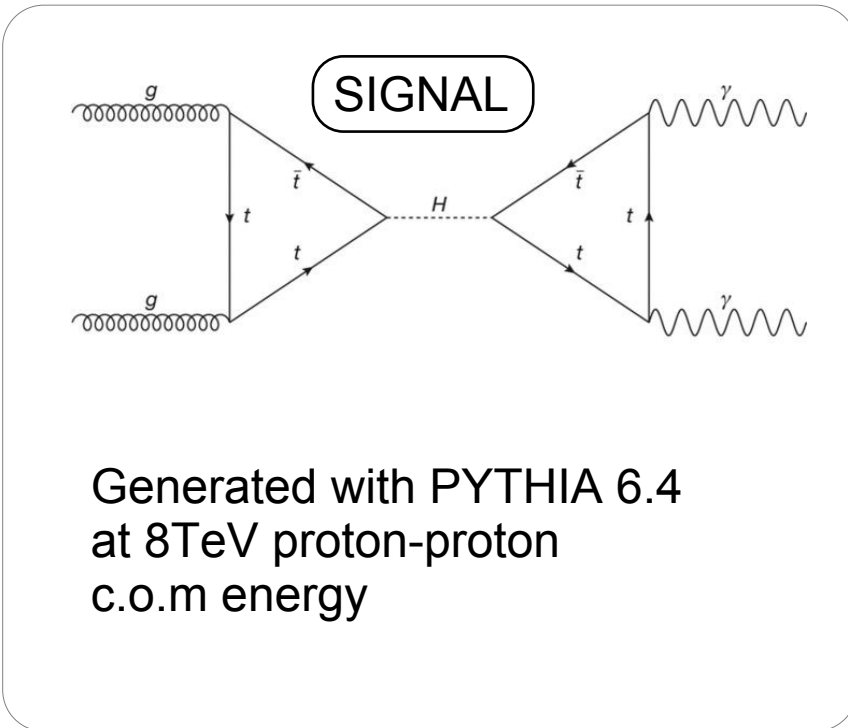 SIGNAL
g
γ
t̄
t̄
H
t
t
t
t
g
γ
Generated with PYTHIA 6.4
at 8TeV proton-proton
c.o.m energy